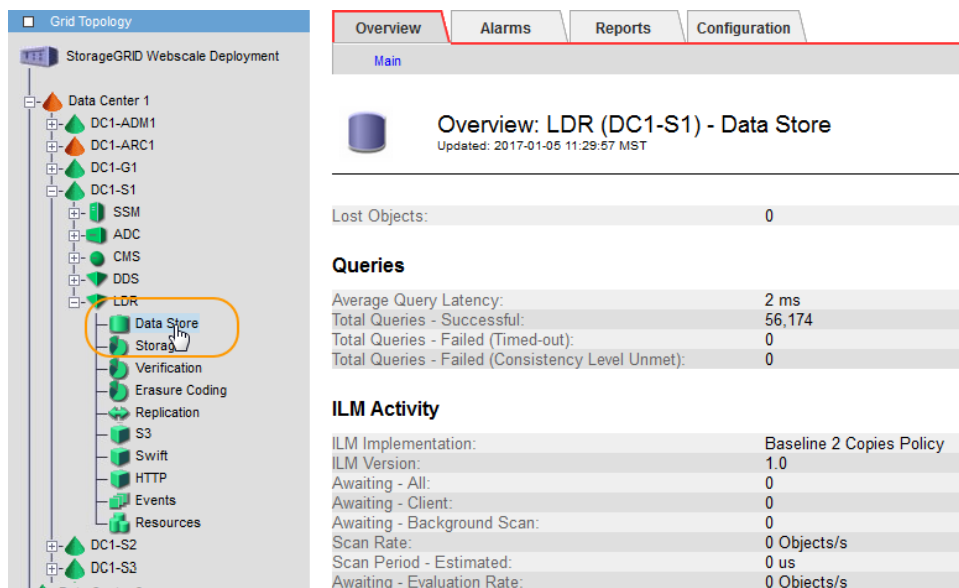 Grid Topology
StorageGRID Webscale Deployment
Data Center 1
DC1-ADM1
DC1-ARC1
DC1-G1
DC1-S1
SSM
ADC
CMS
DDS
LDR
Data Store
Storag
Verification
Erasure Coding
Replication
S3
Swift
HTTP
Events
Resources
DC1-S2
DC1-S3
Overview Alarms Reports Configuration
Main
Overview: LDR (DC1-S1) - Data Store
Updated: 2017-01-05 11:29:57 MST
Lost Objects: 0
Queries
Average Query Latency: 2 ms
Total Queries - Successful: 56,174
Total Queries - Failed (Timed-out): 0
Total Queries - Failed (Consistency Level Unmet): 0
ILM Activity
ILM Implementation: Baseline 2 Copies Policy
ILM Version: 1.0
Awaiting - All: 0
Awaiting - Client: 0
Awaiting - Background Scan: 0
Scan Rate: 0 Objects/s
Scan Period - Estimated: 0 us
Awaiting - Evaluation Rate: 0 Objects/s